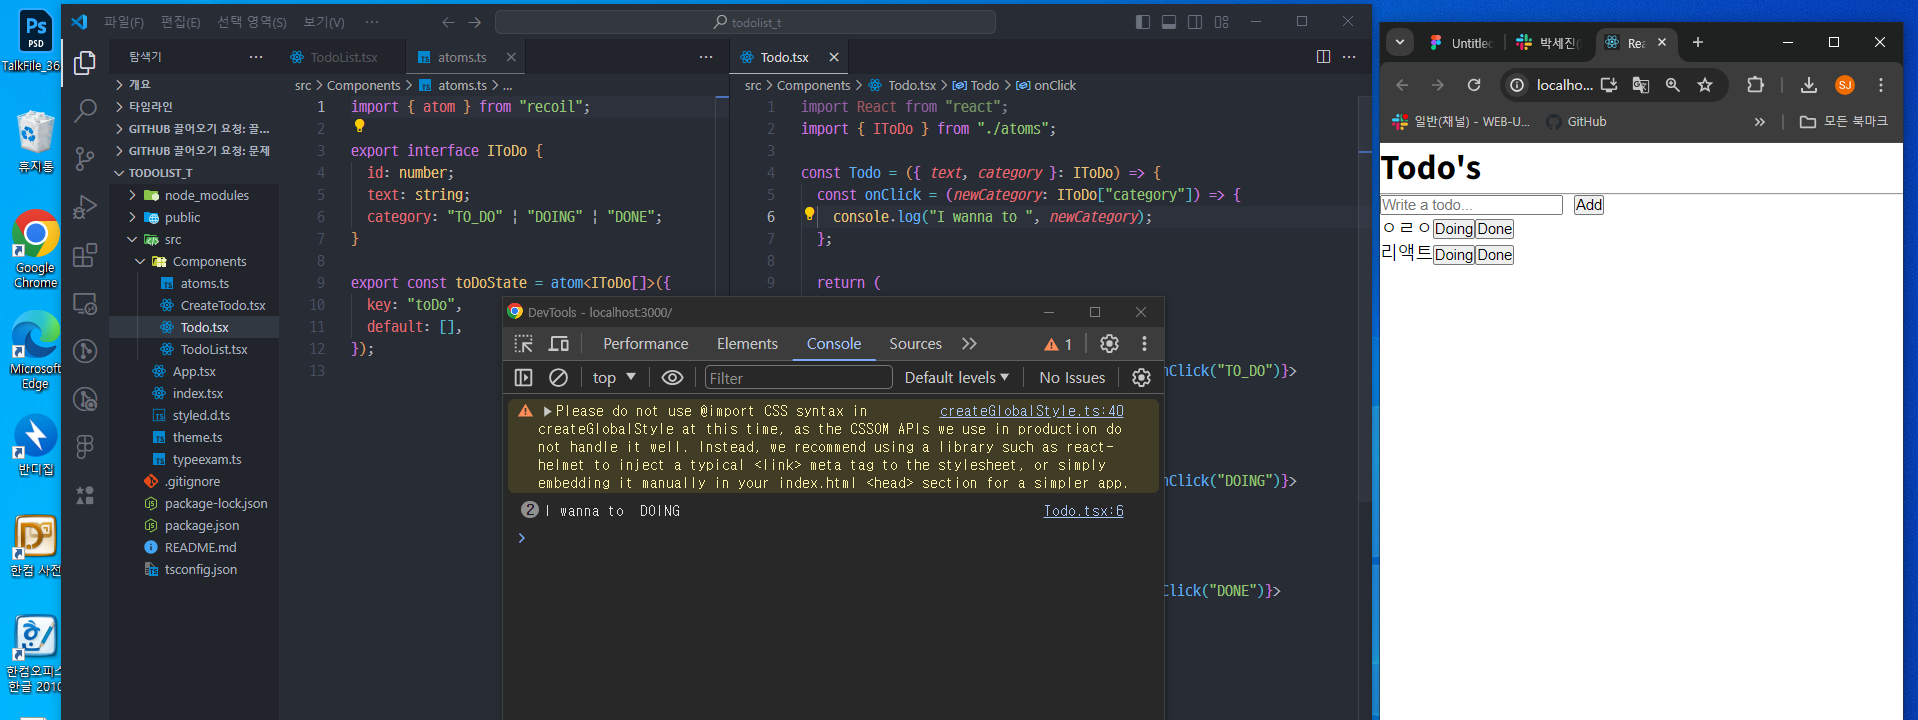 TalkFile_36
휴지통
Google
Chrome
Microsoft
Edge
반디집
한컴 사전
한컴오피스
한글 2010
파일(F) 편집(E) 선택 영역(S) 보기(V) ···
todolist_t
탐색기 ···
개요
타임라인
GITHUB 끌어오기 요청: 끌...
GITHUB 끌어오기 요청: 문제
TODOLIST_T
node_modules
public
src
Components
atoms.ts
CreateTodo.tsx
Todo.tsx
TodoList.tsx
App.tsx
index.tsx
styled.d.ts
theme.ts
typeexam.ts
.gitignore
package-lock.json
package.json
README.md
tsconfig.json
TodoList.tsx atoms.ts
src > Components > atoms.ts > ...
1 import { atom } from "recoil";
2
3 export interface IToDo {
4 id: number;
5 text: string;
6 category: "TO_DO" | "DOING" | "DONE";
7 }
8
9 export const toDoState = atom<IToDo[]>({
10 key: "toDo",
11 default: [],
12 });
13
Todo.tsx
src > Components > Todo.tsx > Todo > onClick
1 import React from "react";
2 import { IToDo } from "./atoms";
3
4 const Todo = ({ text, category }: IToDo) => {
5 const onClick = (newCategory: IToDo["category"]) => {
6 console.log("I wanna to ", newCategory);
7 };
8
9 return (
nClick("TO_DO")}>
nClick("DOING")}>
Click("DONE")}>
DevTools - localhost:3000/
Performance Elements Console Sources 1
top Filter Default levels No Issues
Please do not use @import CSS syntax in createGlobalStyle.ts:40
createGlobalStyle at this time, as the CSSOM APIs we use in production do
not handle it well. Instead, we recommend using a library such as react-
helmet to inject a typical <link> meta tag to the stylesheet, or simply
embedding it manually in your index.html <head> section for a simpler app.
2 I wanna to DOING Todo.tsx:6
Untitle 박세진( Rea
localho... SJ
일반(채널) - WEB-U... GitHub 모든 북마크
Todo's
Write a todo... Add
ㅇㄹㅇ Doing Done
리액트 Doing Done